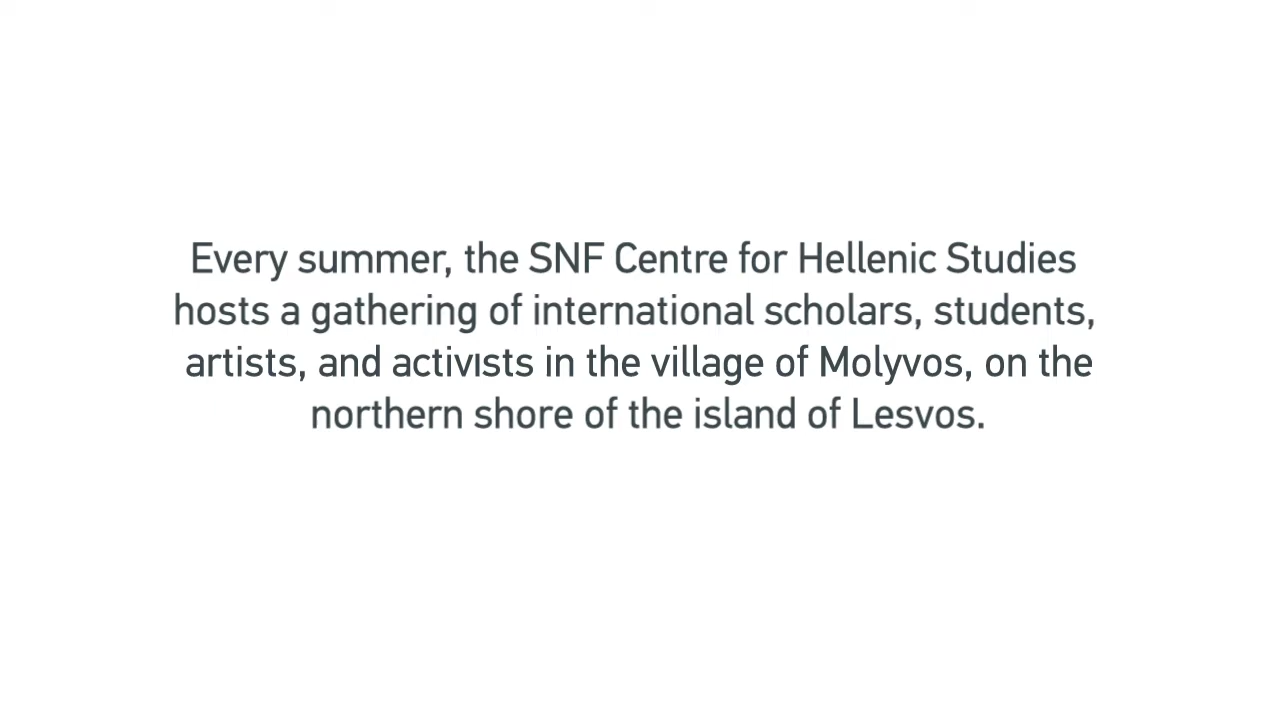 Every summer, the SNF Centre for Hellenic Studies
hosts a gathering of international scholars, students,
artists, and activısts in the village of Molyvos, on the
northern shore of the island of Lesvos.